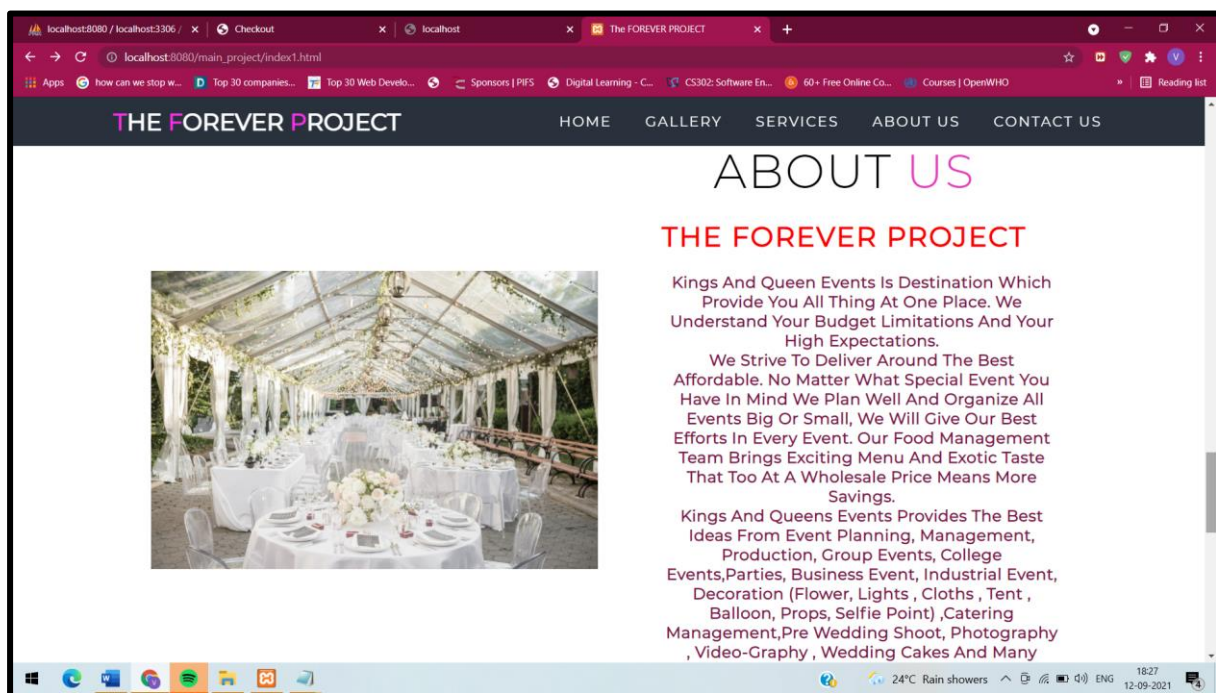 localhost:8080 / localhost:3306 /
Checkout
localhost
The FOREVER PROJECT
localhost:8080/main_project/index1.html
Apps
how can we stop w...
Top 30 companies...
Top 30 Web Develo...
Sponsors | PIFS
Digital Learning - C...
CS302: Software En...
60+ Free Online Co...
Courses | OpenWHO
»
Reading list
THE FOREVER PROJECT
HOME GALLERY SERVICES ABOUT US CONTACT US
ABOUT US
THE FOREVER PROJECT
Kings And Queen Events Is Destination Which
Provide You All Thing At One Place. We
Understand Your Budget Limitations And Your
High Expectations.
We Strive To Deliver Around The Best
Affordable. No Matter What Special Event You
Have In Mind We Plan Well And Organize All
Events Big Or Small, We Will Give Our Best
Efforts In Every Event. Our Food Management
Team Brings Exciting Menu And Exotic Taste
That Too At A Wholesale Price Means More
Savings.
Kings And Queens Events Provides The Best
Ideas From Event Planning, Management,
Production, Group Events, College
Events,Parties, Business Event, Industrial Event,
Decoration (Flower, Lights , Cloths , Tent ,
Balloon, Props, Selfie Point) ,Catering
Management,Pre Wedding Shoot, Photography
, Video-Graphy , Wedding Cakes And Many
24°C Rain showers
ENG
18:27
12-09-2021